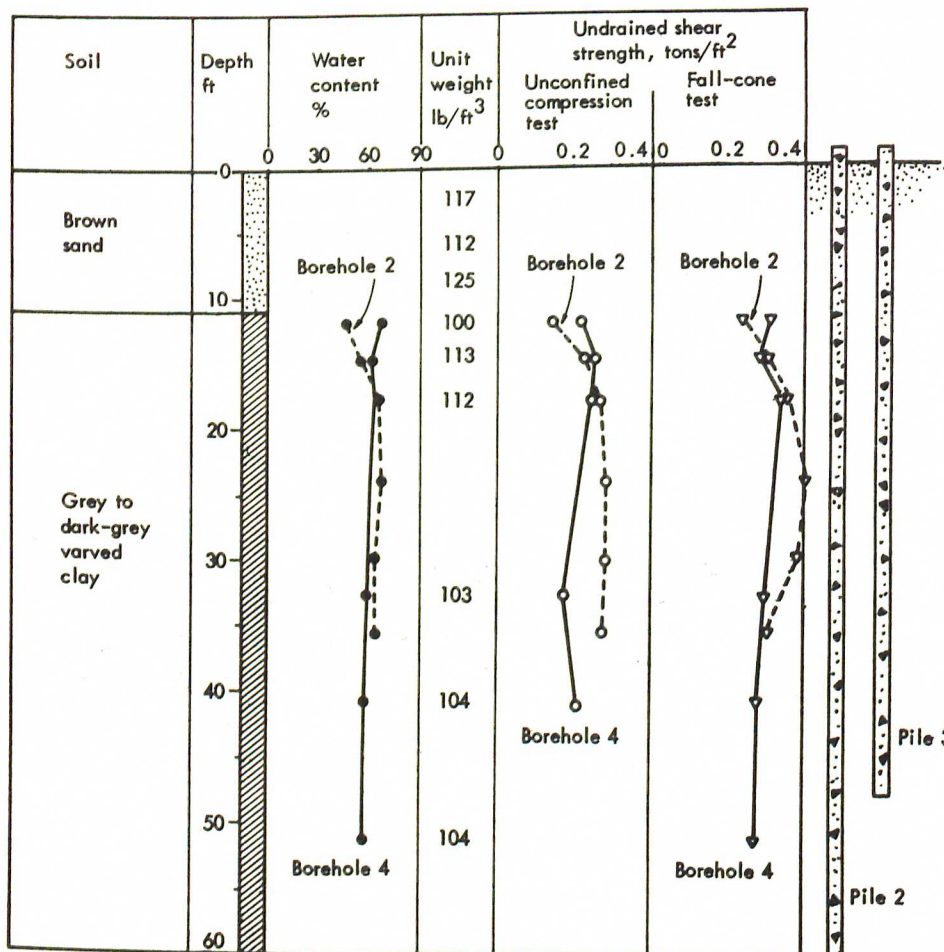 Soil
Depth
ft
Water
content
%
Unit
weight
lb/ft3
Undrained shear
strength, tons/ft2
Unconfined
compression
test
Fall-cone
test
0 30 60 90
0 0.2 0.4
0 0.2 0.4
0
10
20
30
40
50
60
Brown
sand
Grey to
dark-grey
varved
clay
Borehole 2
Borehole 4
117
112
125
100
113
112
103
104
104
Borehole 2
Borehole 4
Borehole 2
Borehole 4
Pile 3
Pile 2